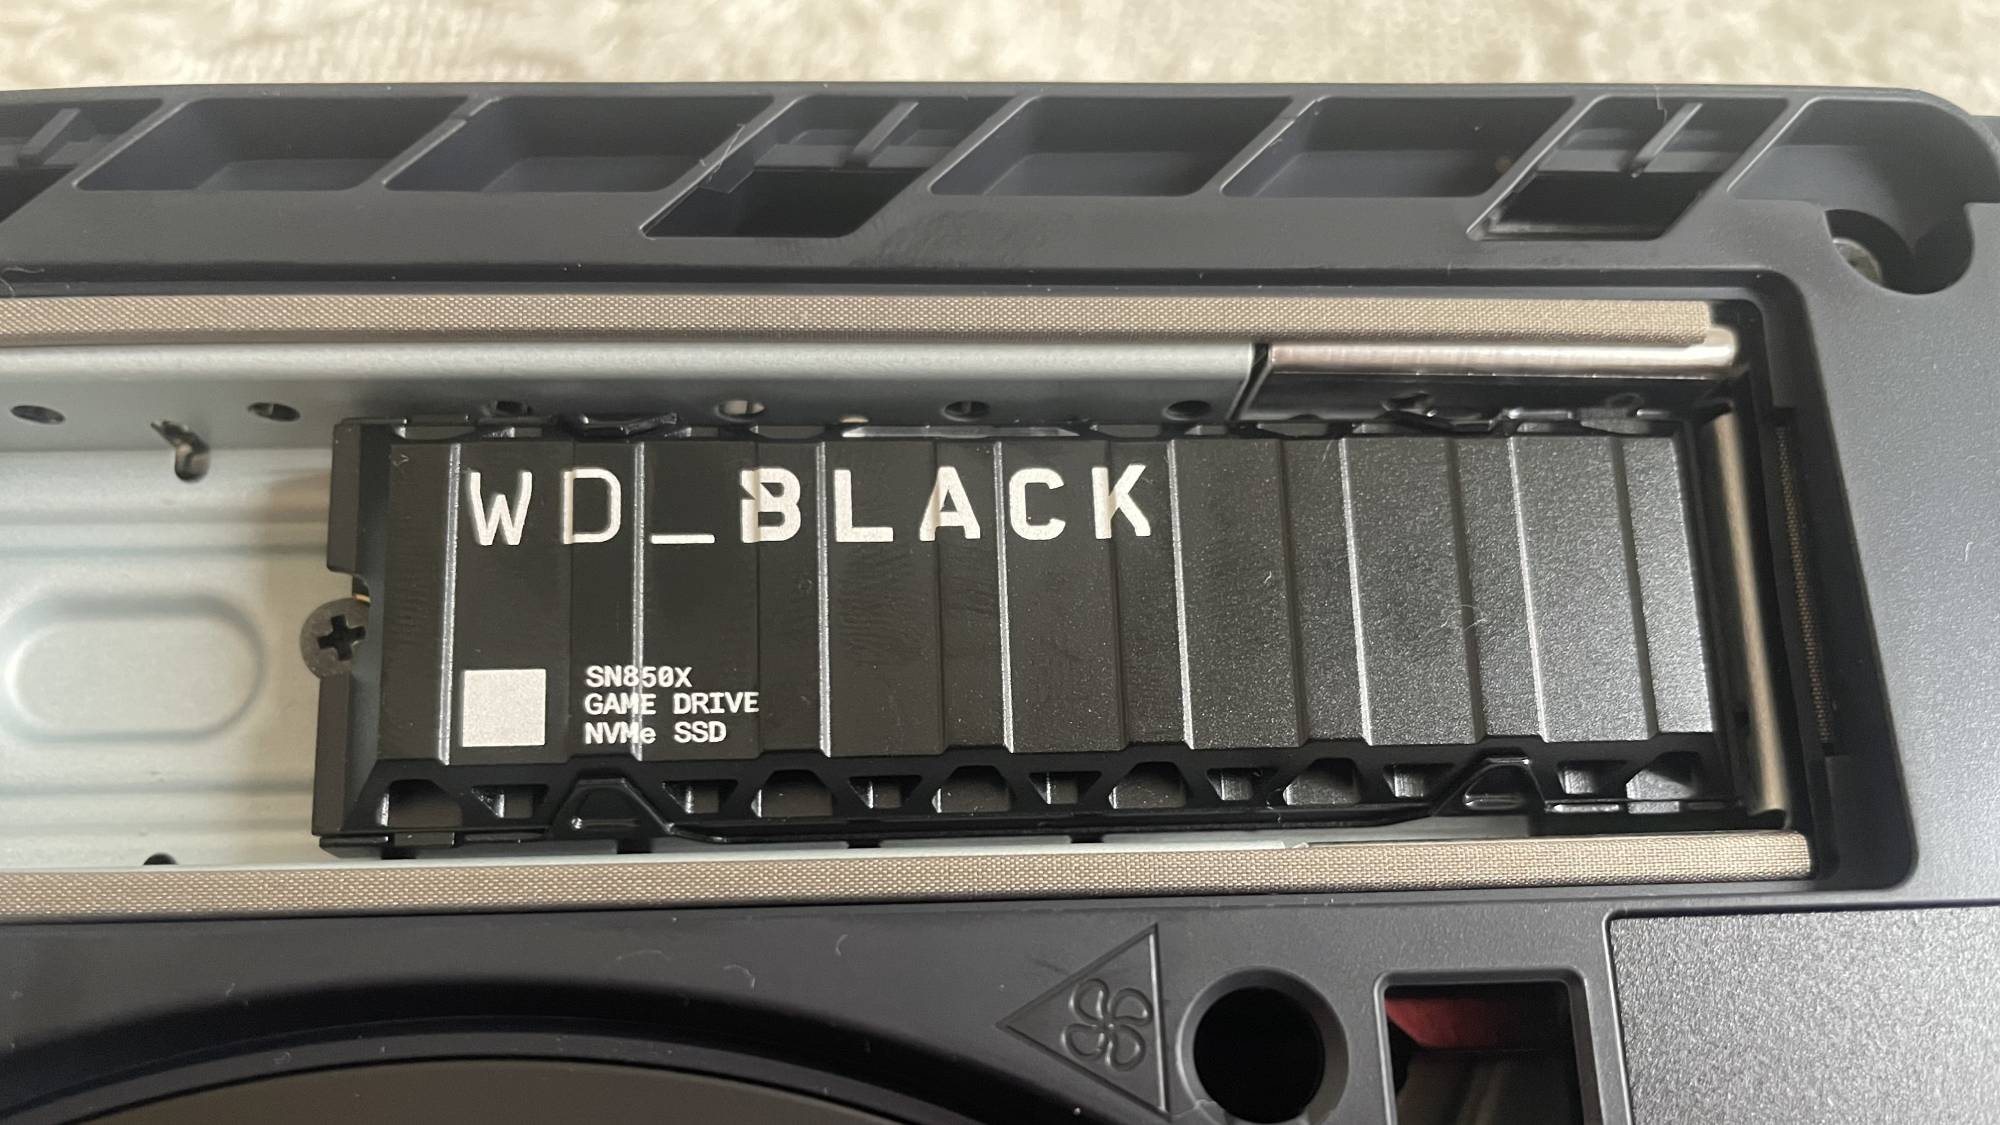 WD_BLACK
SN850X
GAME DRIVE
NVMe SSD